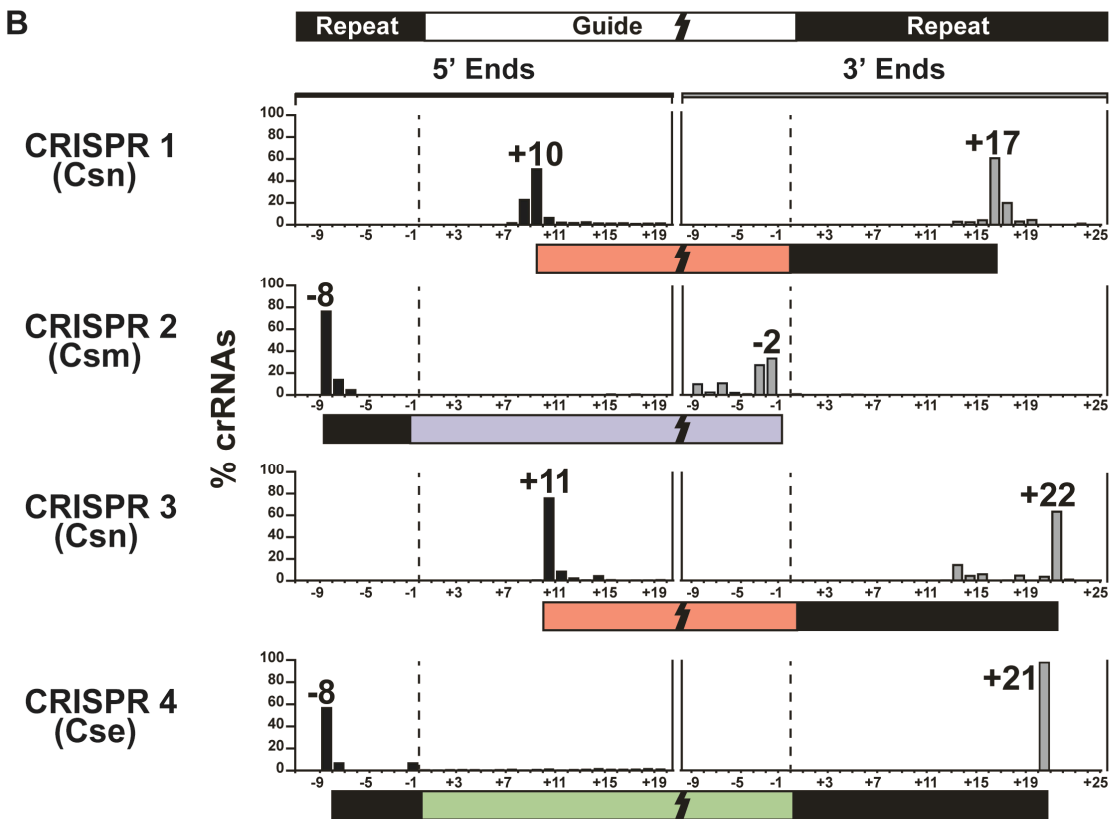 B
Repeat Guide Repeat
5’ Ends 3’ Ends
% crRNAs
CRISPR 1
(Csn)
100
80
60
40
20
0
+10
+17
-9 -5 -1 +3 +7 +11 +15 +19 -9 -5 -1 +3 +7 +11 +15 +19 +25
CRISPR 2
(Csm)
100
80
60
40
20
0
-8
-2
-9 -5 -1 +3 +7 +11 +15 +19 -9 -5 -1 +3 +7 +11 +15 +19 +25
CRISPR 3
(Csn)
100
80
60
40
20
0
+11
+22
-9 -5 -1 +3 +7 +11 +15 +19 -9 -5 -1 +3 +7 +11 +15 +19 +25
CRISPR 4
(Cse)
100
80
60
40
20
0
-8
+21
-9 -5 -1 +3 +7 +11 +15 +19 -9 -5 -1 +3 +7 +11 +15 +19 +25